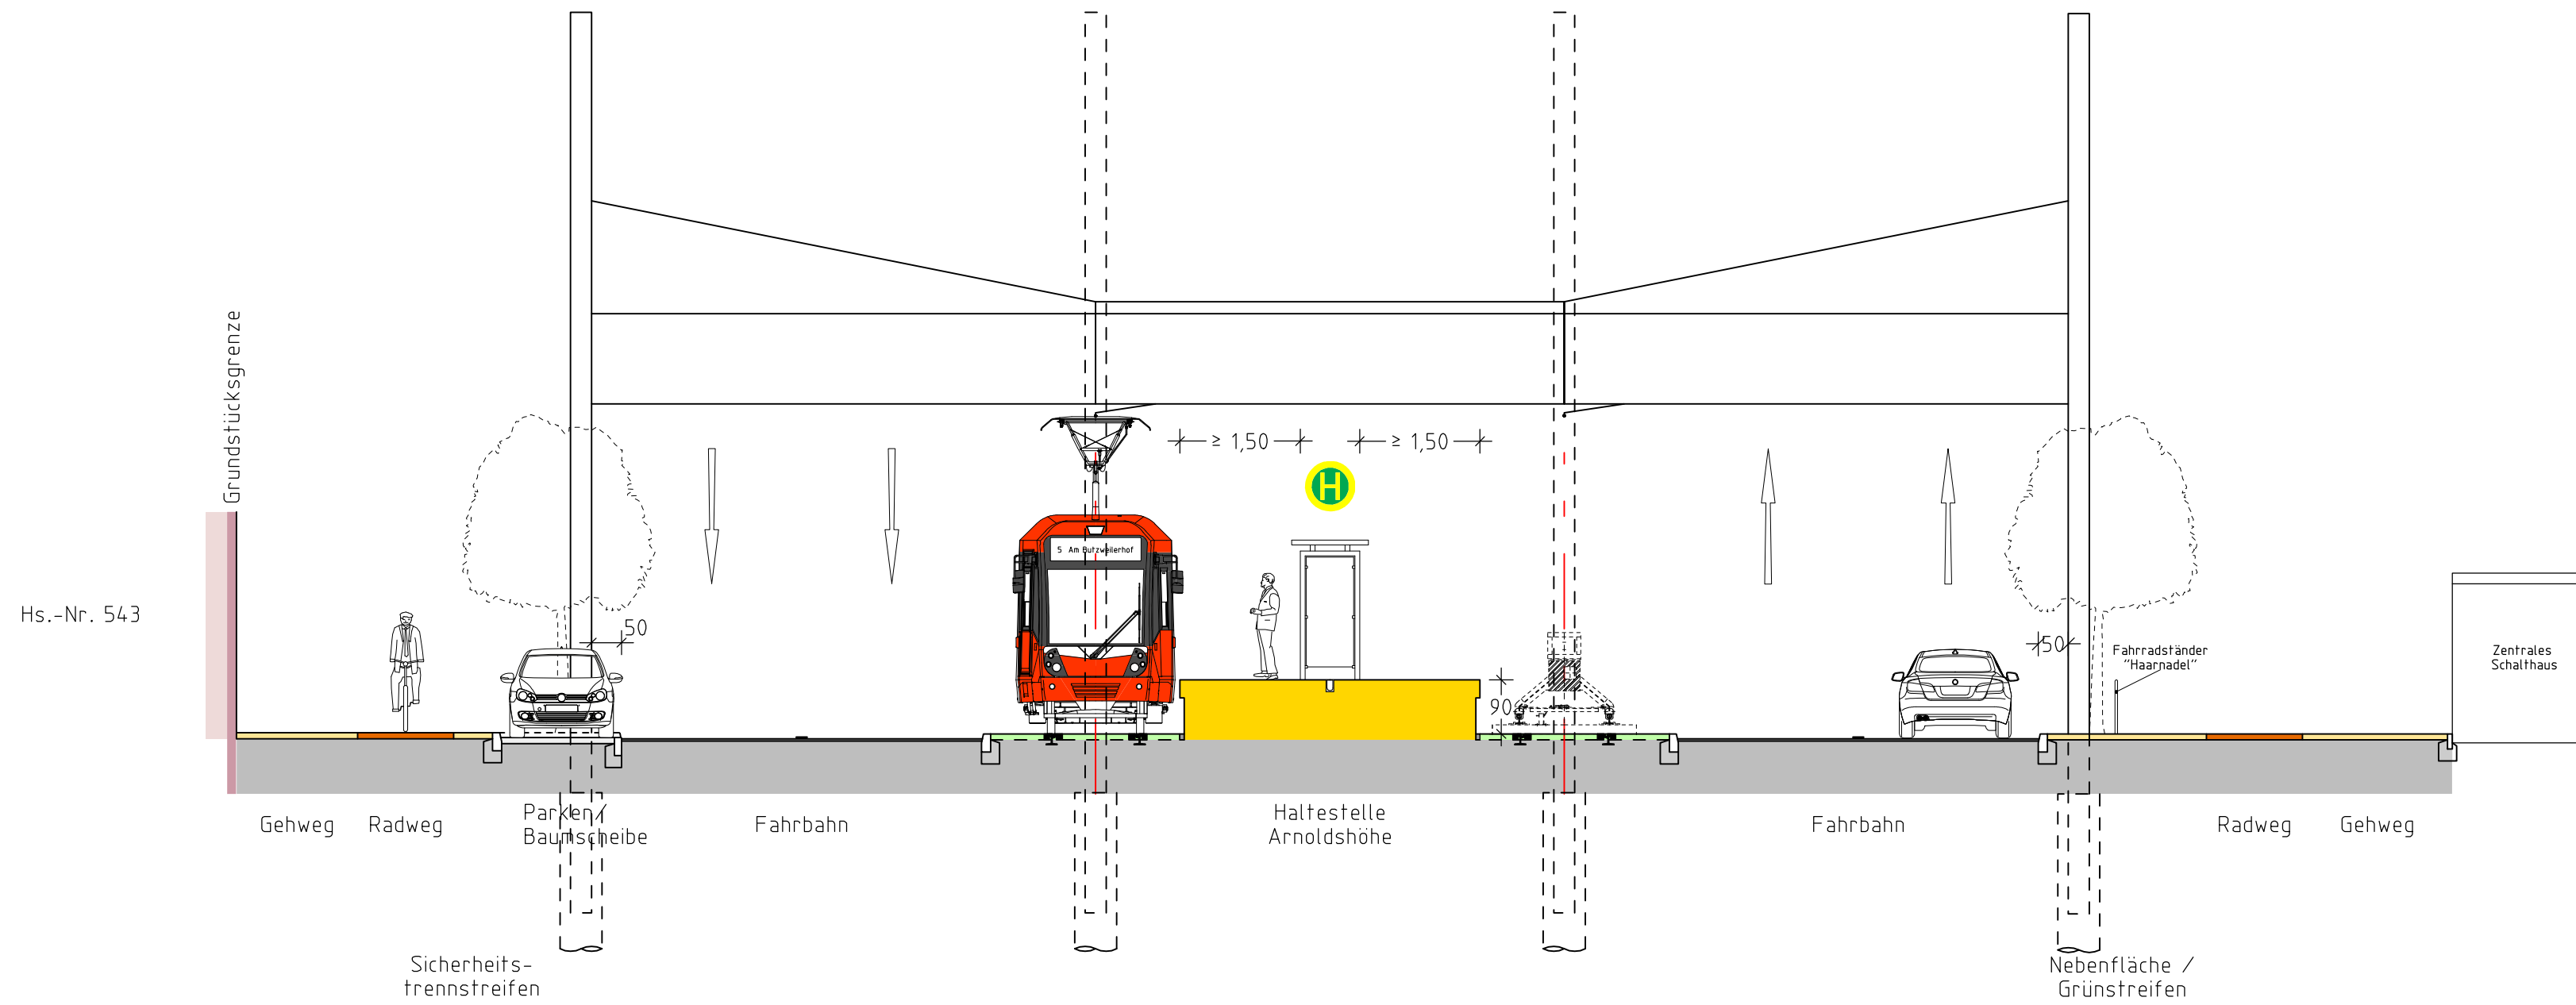 Grundstücksgrenze
≥ 1,50
≥ 1,50
H
5 Am Butzweilerhof
Hs.-Nr. 543
50
50
Fahrradständer
"Haarnadel"
Zentrales
Schalthaus
90
Gehweg
Radweg
Parken/
Baumscheibe
Fahrbahn
Haltestelle
Arnoldshöhe
Fahrbahn
Radweg
Gehweg
Sicherheits-
trennstreifen
Nebenfläche /
Grünstreifen